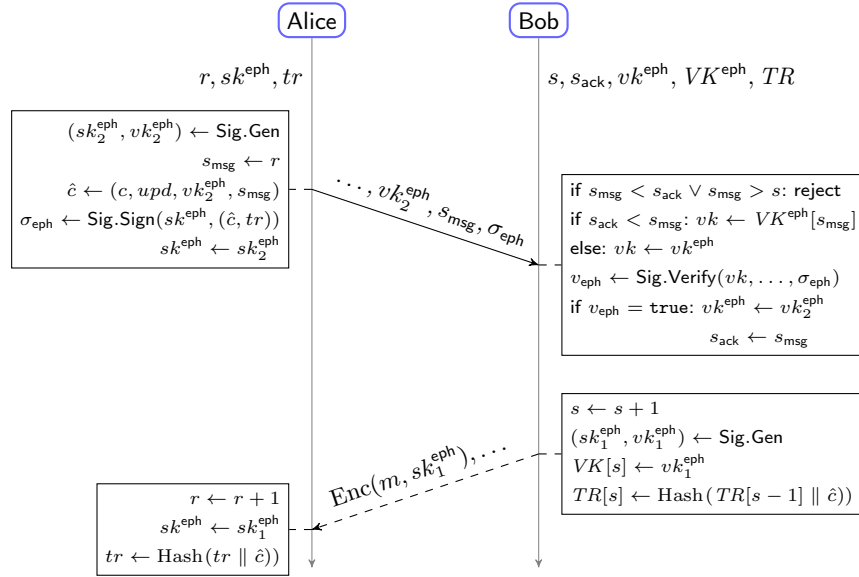 Alice
Bob
r, sk^eph, tr
s, s_ack, vk^eph, VK^eph, TR
(sk_2^eph, vk_2^eph) ← Sig.Gen
s_msg ← r
ĉ ← (c, upd, vk_2^eph, s_msg)
σ_eph ← Sig.Sign(sk^eph, (ĉ, tr))
sk^eph ← sk_2^eph
..., vk_2^eph, s_msg, σ_eph
if s_msg < s_ack ∨ s_msg > s: reject
if s_ack < s_msg: vk ← VK^eph[s_msg]
else: vk ← vk^eph
v_eph ← Sig.Verify(vk, ..., σ_eph)
if v_eph = true: vk^eph ← vk_2^eph
s_ack ← s_msg
s ← s + 1
(sk_1^eph, vk_1^eph) ← Sig.Gen
VK[s] ← vk_1^eph
TR[s] ← Hash(TR[s − 1] ∥ ĉ))
Enc(m, sk_1^eph), ...
r ← r + 1
sk^eph ← sk_1^eph
tr ← Hash(tr ∥ ĉ))